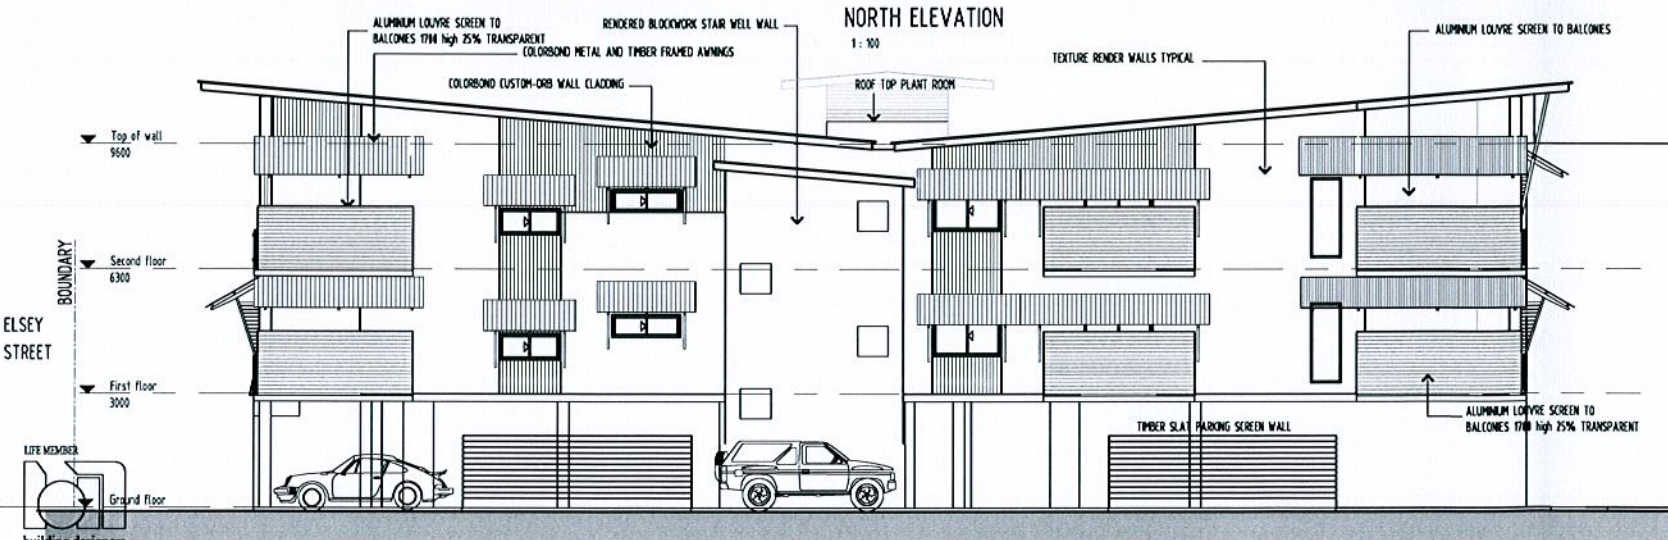 NORTH ELEVATION
1 : 100
ALUMINIUM LOUVRE SCREEN TO
BALCONIES 1700 high 25% TRANSPARENT
RENDERED BLOCKWORK STAIR WELL WALL
COLORBOND METAL AND TIMBER FRAMED AWNINGS
COLORBOND CUSTOM-ORB WALL CLADDING
ROOF TOP PLANT ROOM
TEXTURE RENDER WALLS TYPICAL
ALUMINIUM LOUVRE SCREEN TO BALCONIES
Top of wall
9600
Second floor
6300
BOUNDARY
ELSEY
STREET
First floor
3000
ALUMINIUM LOUVRE SCREEN TO
BALCONIES 1700 high 25% TRANSPARENT
TIMBER SLAT PARKING SCREEN WALL
LIFE MEMBER
Ground floor
building designers